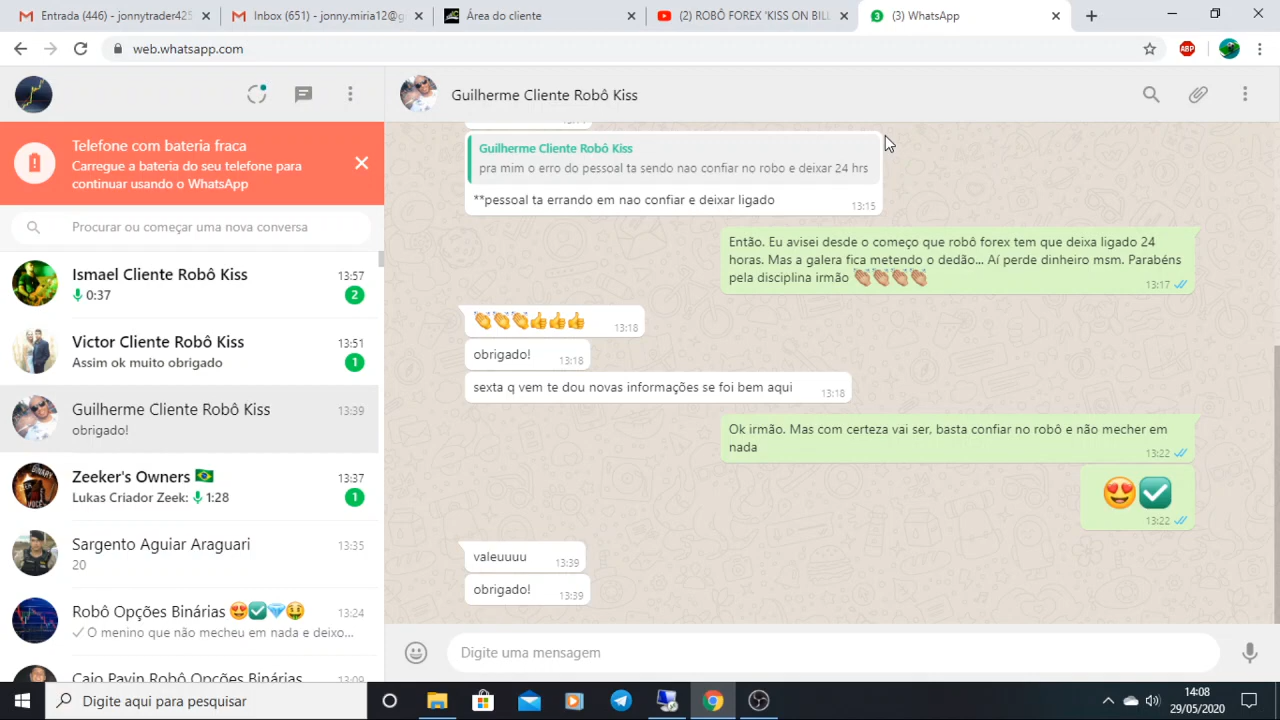 Entrada (446) - jonnytrader425
Inbox (651) - jonny.miria12@g
Área do cliente
(2) ROBÔ FOREX 'KISS ON BILL
(3) WhatsApp
web.whatsapp.com
ABP
Guilherme Cliente Robô Kiss
Telefone com bateria fraca
Carregue a bateria do seu telefone para
continuar usando o WhatsApp
Procurar ou começar uma nova conversa
Ismael Cliente Robô Kiss
13:57
0:37
2
Victor Cliente Robô Kiss
13:51
Assim ok muito obrigado
1
Guilherme Cliente Robô Kiss
13:39
obrigado!
Zeeker's Owners 🇧🇷
13:37
Lukas Criador Zeek: 1:28
1
Sargento Aguiar Araguari
13:35
20
Robô Opções Binárias 😍✅💎🤑
13:24
O menino que não mecheu em nada e deixo...
Caio Pavin Robô Opções Binárias
13:09
Guilherme Cliente Robô Kiss
pra mim o erro do pessoal ta sendo nao confiar no robo e deixar 24 hrs
**pessoal ta errando em nao confiar e deixar ligado
13:15
Então. Eu avisei desde o começo que robô forex tem que deixa ligado 24
horas. Mas a galera fica metendo o dedão... Aí perde dinheiro msm. Parabéns
pela disciplina irmão 👏🏼👏🏼👏🏼👏🏼
13:17
👏👏👏👍👍👍
13:18
obrigado!
13:18
sexta q vem te dou novas informações se foi bem aqui
13:18
Ok irmão. Mas com certeza vai ser, basta confiar no robô e não mecher em
nada
13:22
😍✅
13:22
valeuuuu
13:39
obrigado!
13:39
Digite uma mensagem
Digite aqui para pesquisar
14:08
29/05/2020